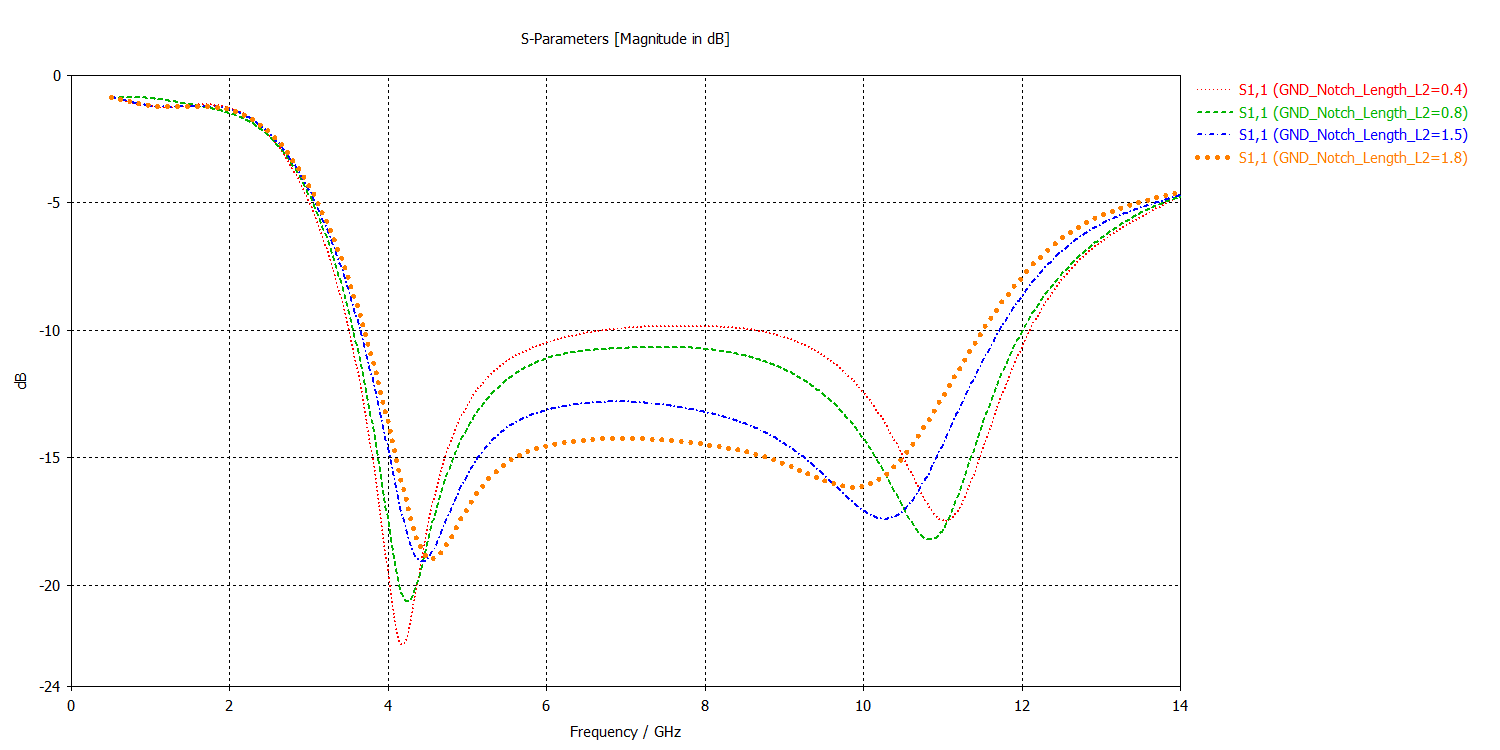 S-Parameters [Magnitude in dB]
S1,1 (GND_Notch_Length_L2=0.4)
S1,1 (GND_Notch_Length_L2=0.8)
S1,1 (GND_Notch_Length_L2=1.5)
S1,1 (GND_Notch_Length_L2=1.8)
0
-5
-10
dB
-15
-20
-24
0 2 4 6 8 10 12 14
Frequency / GHz